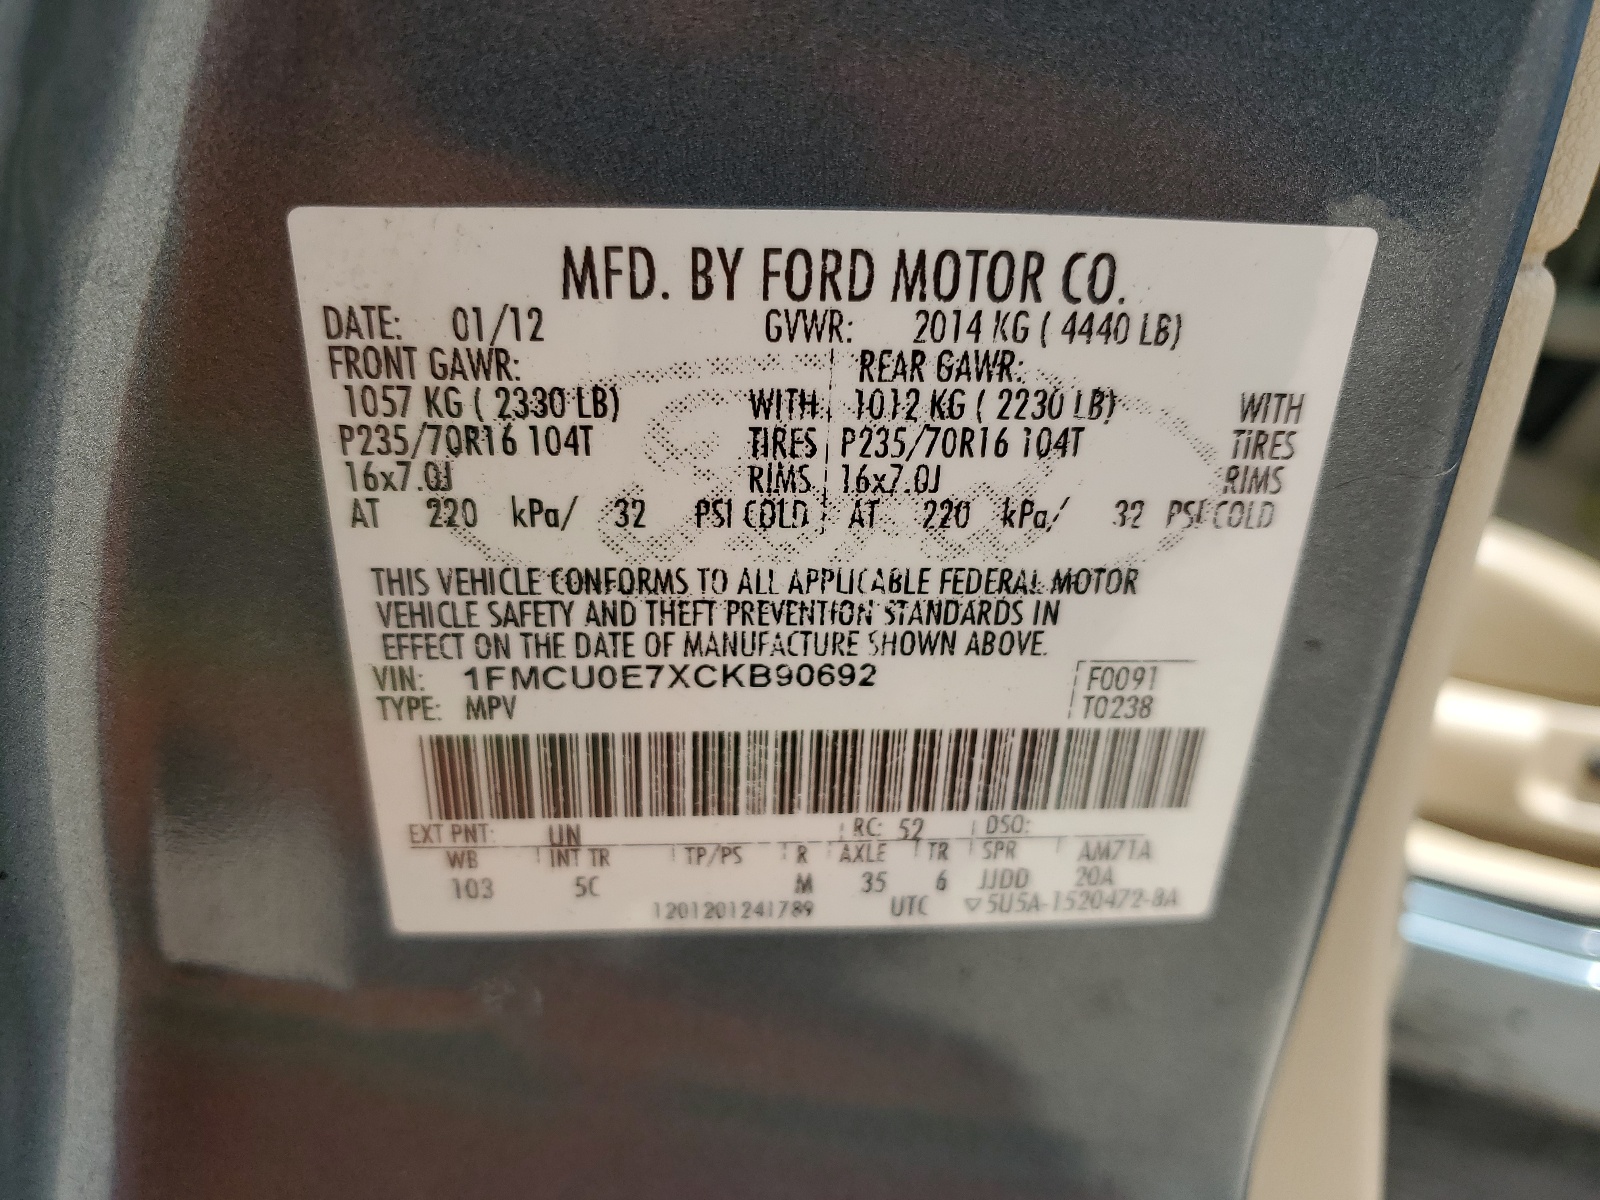 MFD. BY FORD MOTOR CO.
DATE: 01/12 GVWR: 2014 KG ( 4440 LB)
FRONT GAWR: REAR GAWR:
1057 KG ( 2330 LB) WITH 1012 KG ( 2230 LB) WITH
P235/70R16 104T TIRES P235/70R16 104T TIRES
16x7.0J RIMS 16x7.0J RIMS
AT 220 kPa/ 32 PSI COLD AT 220 kPa/ 32 PSI COLD
THIS VEHICLE CONFORMS TO ALL APPLICABLE FEDERAL MOTOR
VEHICLE SAFETY AND THEFT PREVENTION STANDARDS IN
EFFECT ON THE DATE OF MANUFACTURE SHOWN ABOVE.
VIN: 1FMCU0E7XCKB90692 F0091
TYPE: MPV T0238
EXT PNT: UN RC: 52 DSO:
WB INT TR TP/PS R AXLE TR SPR AM71A
103 5C M 35 6 JJDD 20A
1201201241789 UTC ▽5U5A-1520472-BA